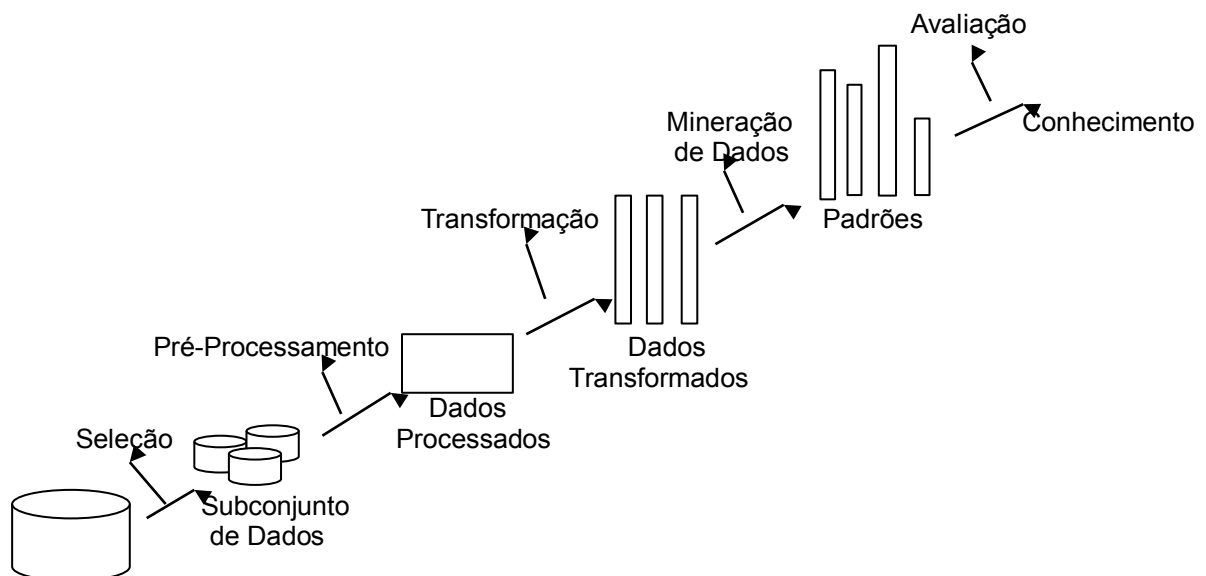 Avaliação
Mineração
de Dados
Conhecimento
Padrões
Transformação
Dados
Transformados
Pré-Processamento
Dados
Processados
Seleção
Subconjunto
de Dados